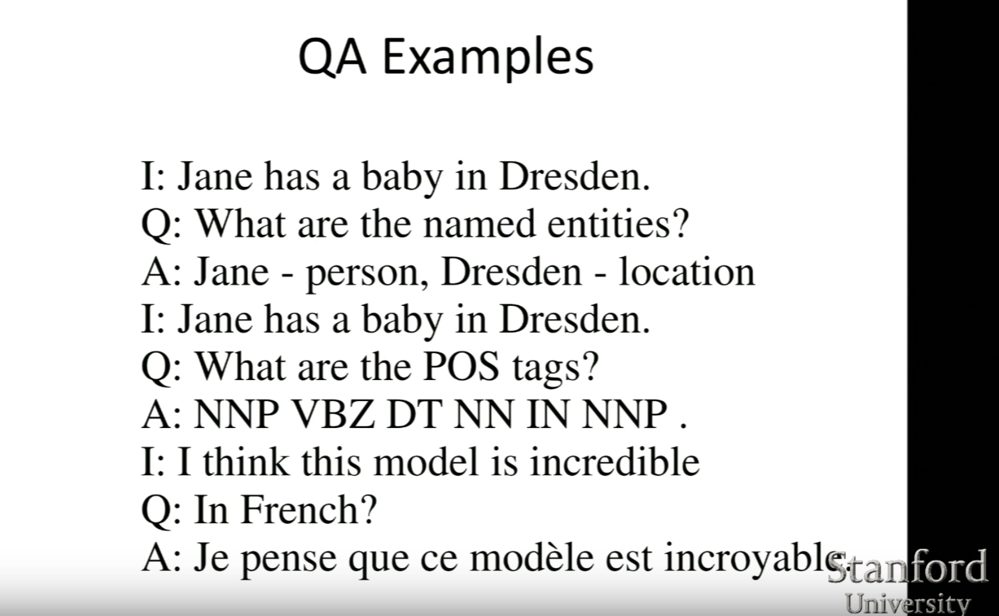 QA Examples
I: Jane has a baby in Dresden.
Q: What are the named entities?
A: Jane - person, Dresden - location
I: Jane has a baby in Dresden.
Q: What are the POS tags?
A: NNP VBZ DT NN IN NNP .
I: I think this model is incredible
Q: In French?
A: Je pense que ce modèle est incroyable.
Stanford
University